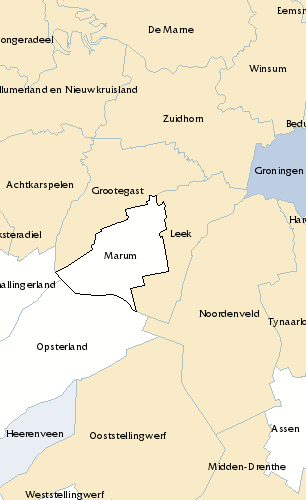 Eemsm
De Marne
ongeradeel
Winsum
llumerland en Nieuwkruisland
Zuidhorn
Bedu
Groningen
Achtkarspelen
Grootegast
Har
ksteradiel
Leek
Marum
allingerland
Noordenveld
Tynaarlo
Opsterland
Assen
Heerenveen
Ooststellingwerf
Midden-Drenthe
Weststellingwerf